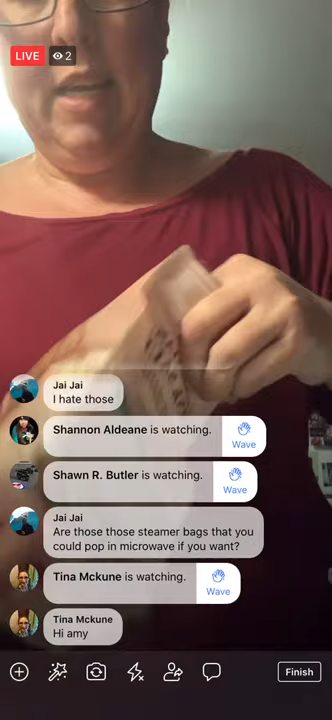 LIVE
2
Jai Jai
I hate those
Shannon Aldeane is watching.
Wave
Shawn R. Butler is watching.
Wave
Jai Jai
Are those those steamer bags that you
could pop in microwave if you want?
Tina Mckune is watching.
Wave
Tina Mckune
Hi amy
Finish